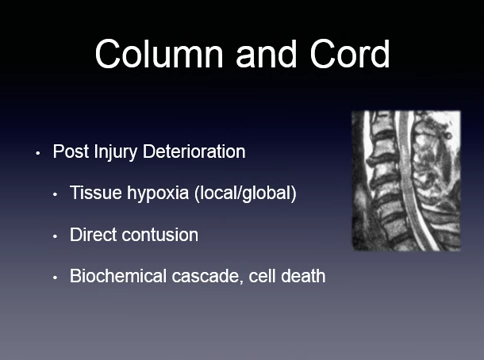 Column and Cord
• Post Injury Deterioration
• Tissue hypoxia (local/global)
• Direct contusion
• Biochemical cascade, cell death